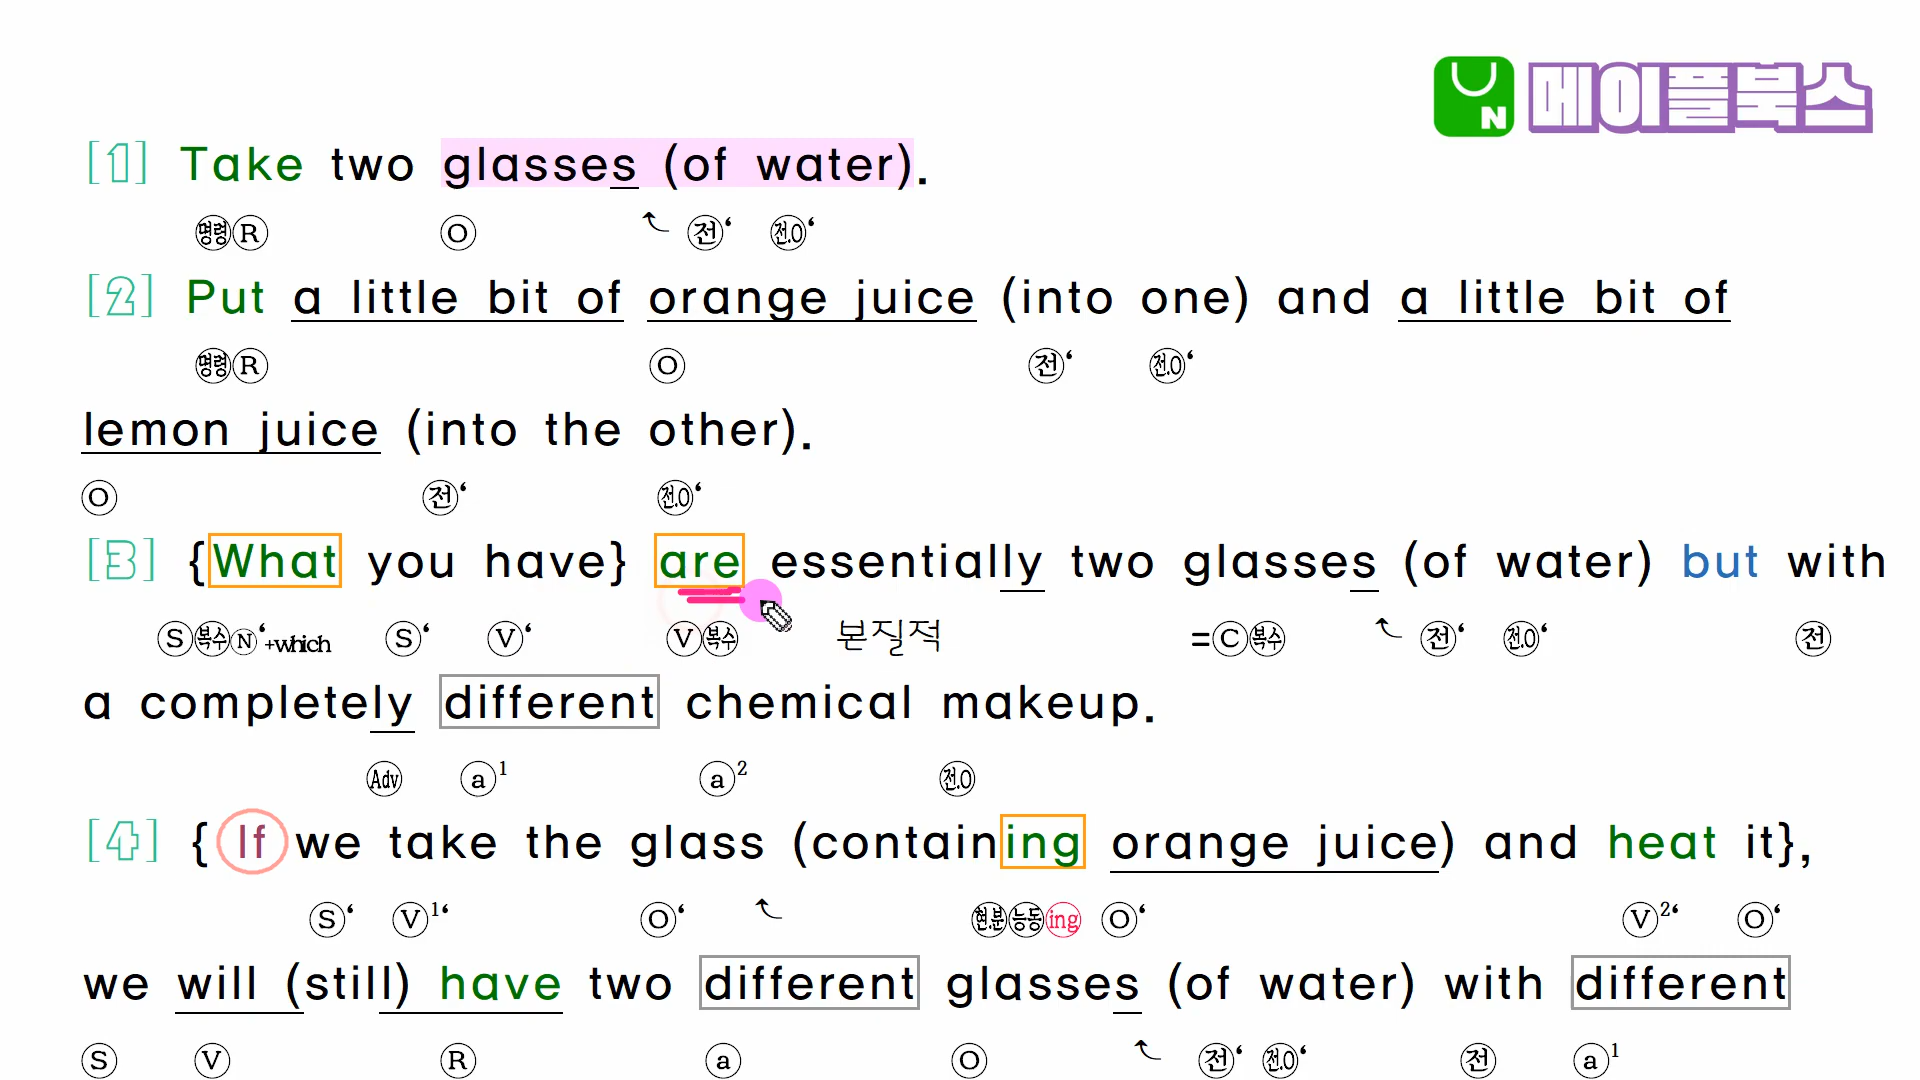 N 메이플북스
[1] Take two glasses (of water).
명령 R O 전‘ 전.O‘
[2] Put a little bit of orange juice (into one) and a little bit of
명령 R O 전‘ 전.O‘
lemon juice (into the other).
O 전‘ 전.O‘
[3] {What you have} are essentially two glasses (of water) but with
S 복수 N‘+which S‘ V‘ V 복수 본질적 =C 복수 전‘ 전.O‘ 전
a completely different chemical makeup.
Adv a1 a2 전.O
[4] { If we take the glass (containing orange juice) and heat it},
S‘ V1‘ O‘ 현.분 능동 ing O‘ V2‘ O‘
we will (still) have two different glasses (of water) with different
S V R a O 전‘ 전.O‘ 전 a1